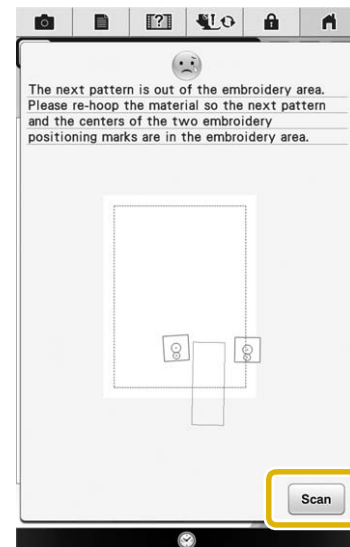 The next pattern is out of the embroidery area.
Please re-hoop the material so the next pattern
and the centers of the two embroidery
positioning marks are in the embroidery area.
Scan